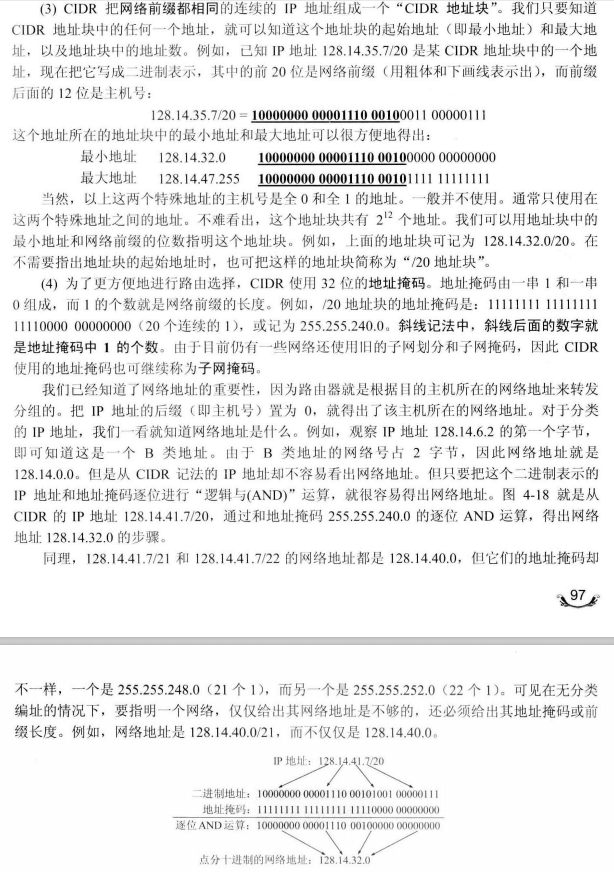 (3) CIDR 把网络前缀都相同的连续的 IP 地址组成一个“CIDR 地址块”。我们只要知道
CIDR 地址块中的任何一个地址，就可以知道这个地址块的起始地址（即最小地址）和最大地
址，以及地址块中的地址数。例如，已知 IP 地址 128.14.35.7/20 是某 CIDR 地址块中的一个地
址，现在把它写成二进制表示，其中的前 20 位是网络前缀（用粗体和下画线表示出），而前缀
后面的 12 位是主机号：
128.14.35.7/20 = 10000000 00001110 00100011 00000111
这个地址所在的地址块中的最小地址和最大地址可以很方便地得出：
最小地址 128.14.32.0 10000000 00001110 00100000 00000000
最大地址 128.14.47.255 10000000 00001110 00101111 11111111
当然，以上这两个特殊地址的主机号是全 0 和全 1 的地址。一般并不使用。通常只使用在
这两个特殊地址之间的地址。不难看出，这个地址块共有 2¹² 个地址。我们可以用地址块中的
最小地址和网络前缀的位数指明这个地址块。例如，上面的地址块可记为 128.14.32.0/20。在
不需要指出地址块的起始地址时，也可把这样的地址块简称为“/20 地址块”。
(4) 为了更方便地进行路由选择，CIDR 使用 32 位的地址掩码。地址掩码由一串 1 和一串
0 组成，而 1 的个数就是网络前缀的长度。例如，/20 地址块的地址掩码是：11111111 11111111
11110000 00000000（20 个连续的 1），或记为 255.255.240.0。斜线记法中，斜线后面的数字就
是地址掩码中 1 的个数。由于目前仍有一些网络还使用旧的子网划分和子网掩码，因此 CIDR
使用的地址掩码也可继续称为子网掩码。
我们已经知道了网络地址的重要性，因为路由器就是根据目的主机所在的网络地址来转发
分组的。把 IP 地址的后缀（即主机号）置为 0，就得出了该主机所在的网络地址。对于分类
的 IP 地址，我们一看就知道网络地址是什么。例如，观察 IP 地址 128.14.6.2 的第一个字节，
即可知道这是一个 B 类地址。由于 B 类地址的网络号占 2 字节，因此网络地址就是
128.14.0.0。但是从 CIDR 记法的 IP 地址却不容易看出网络地址。但只要把这个二进制表示的
IP 地址和地址掩码逐位进行“逻辑与(AND)”运算，就很容易得出网络地址。图 4-18 就是从
CIDR 的 IP 地址 128.14.41.7/20，通过和地址掩码 255.255.240.0 的逐位 AND 运算，得出网络
地址 128.14.32.0 的步骤。
同理，128.14.41.7/21 和 128.14.41.7/22 的网络地址都是 128.14.40.0，但它们的地址掩码却
97
不一样，一个是 255.255.248.0（21 个 1），而另一个是 255.255.252.0（22 个 1）。可见在无分类
编址的情况下，要指明一个网络，仅仅给出其网络地址是不够的，还必须给出其地址掩码或前
缀长度。例如，网络地址是 128.14.40.0/21，而不仅仅是 128.14.40.0。
IP 地址：128.14.41.7/20
二进制地址：10000000 00001110 00101001 00000111
地址掩码：11111111 11111111 11110000 00000000
逐位 AND 运算：10000000 00001110 00100000 00000000
点分十进制的网络地址：128.14.32.0